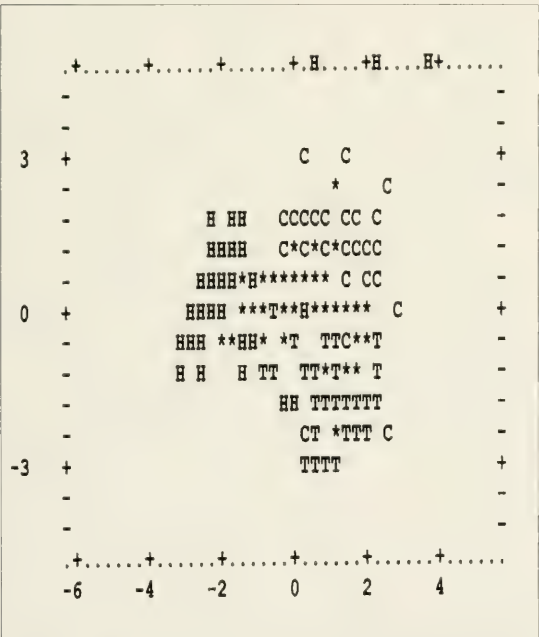 .+.........+.........+.........+.H......+H.....H+........
- -
- -
3 + C C +
- * C -
- H HH CCCCC CC C -
- HHHH C*C*C*CCCC -
- HHHH*H******* C CC -
0 + HHHH ***T**H****** C +
- HHH **HH* *T TTC**T -
- H H H TT TT*T** T -
- HH TTTTTTT -
- CT *TTT C -
-3 + TTTT +
- -
- -
.+.........+.........+.........+.........+.........+........
-6 -4 -2 0 2 4